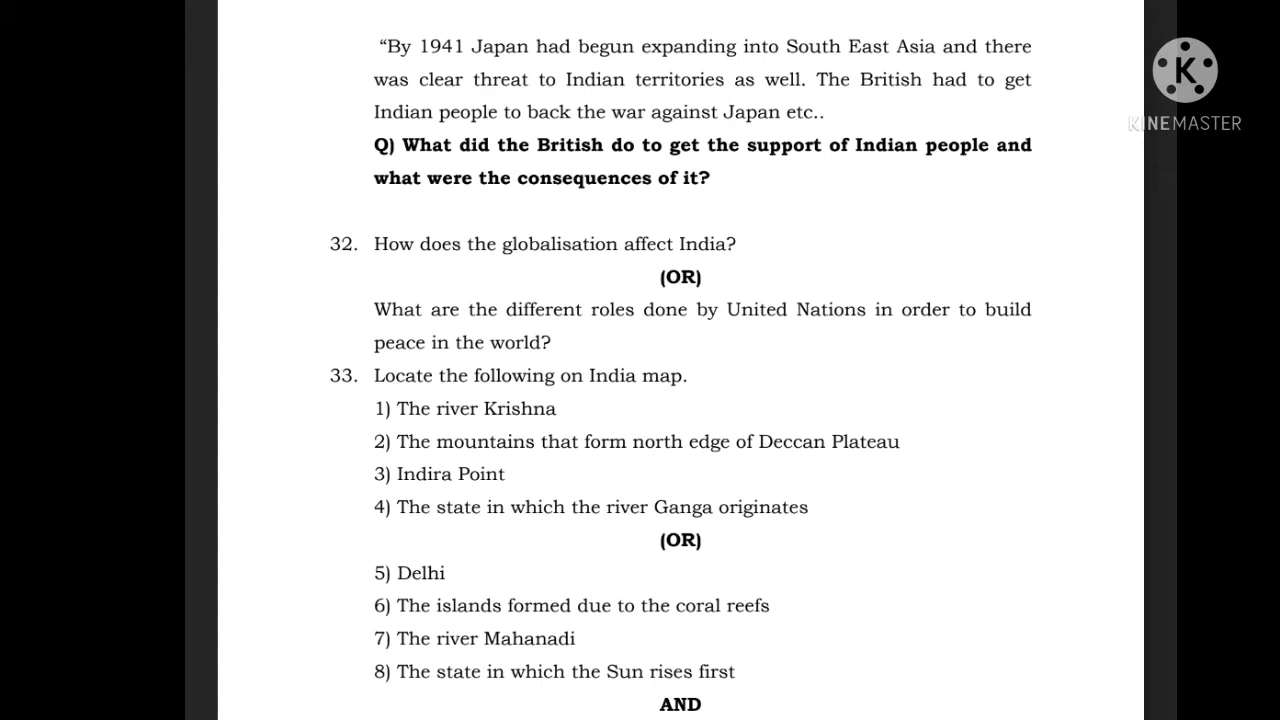 “By 1941 Japan had begun expanding into South East Asia and there
was clear threat to Indian territories as well. The British had to get
Indian people to back the war against Japan etc..
Q) What did the British do to get the support of Indian people and
what were the consequences of it?
32. How does the globalisation affect India?
(OR)
What are the different roles done by United Nations in order to build
peace in the world?
33. Locate the following on India map.
1) The river Krishna
2) The mountains that form north edge of Deccan Plateau
3) Indira Point
4) The state in which the river Ganga originates
(OR)
5) Delhi
6) The islands formed due to the coral reefs
7) The river Mahanadi
8) The state in which the Sun rises first
AND
K
KINEMASTER